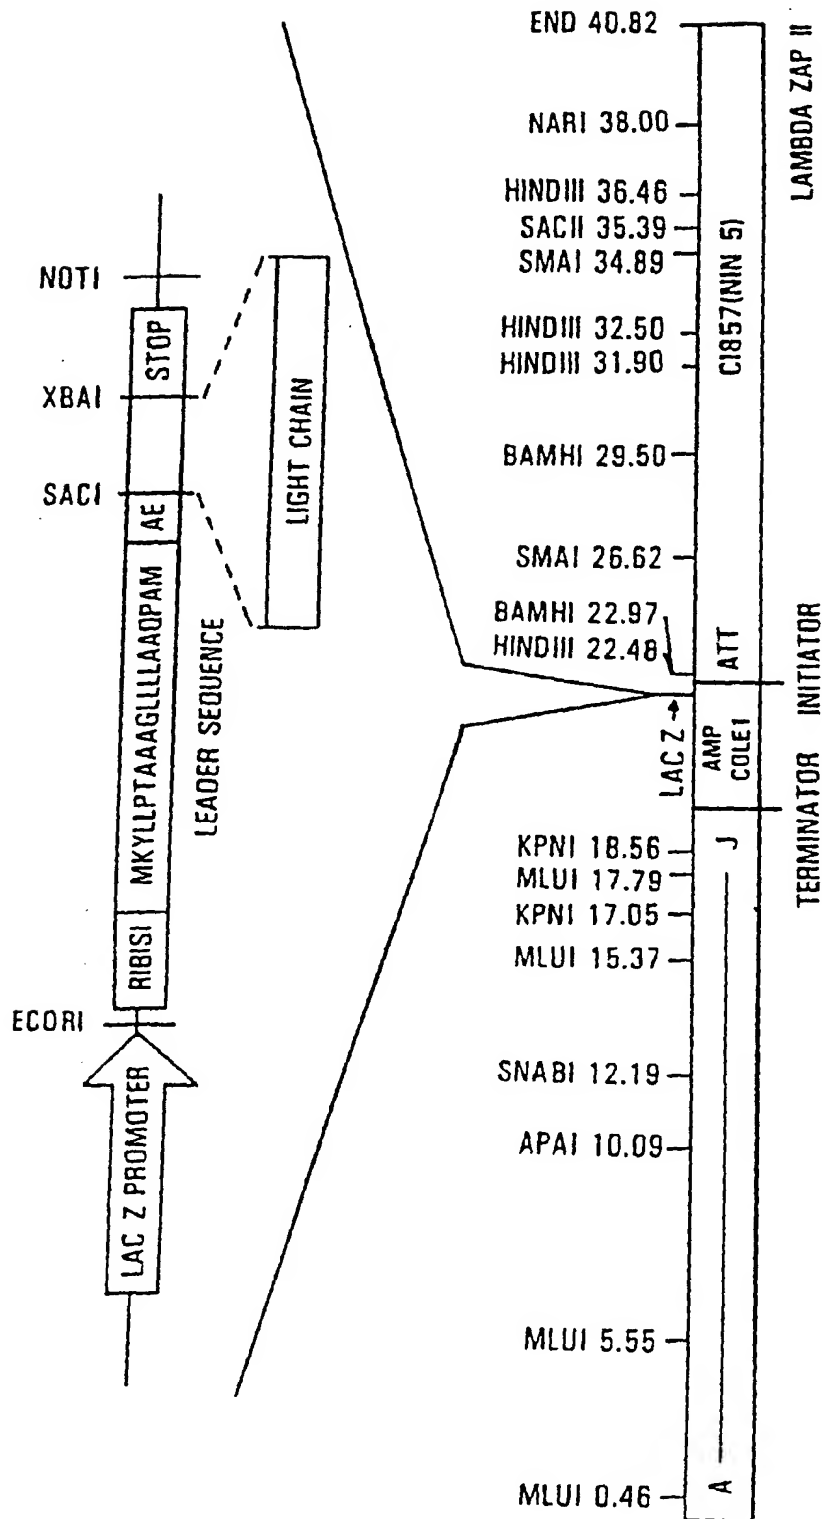 END 40.82
NARI 38.00
HINDIII 36.46
SACII 35.39
SMAI 34.89
HINDIII 32.50
HINDIII 31.90
BAMHI 29.50
SMAI 26.62
BAMHI 22.97
HINDIII 22.48
LAC Z →
KPNI 18.56
MLUI 17.79
KPNI 17.05
MLUI 15.37
SNABI 12.19
APAI 10.09
MLUI 5.55
MLUI 0.46
LAMBDA ZAP II
CI857(NIN 5)
ATT
INITIATOR
AMP
COLE1
TERMINATOR
J
A
NOTI
STOP
XBAI
SACI
AE
LIGHT CHAIN
MKYLLPTAAAGLLLLAAQPAM
LEADER SEQUENCE
RIBISI
ECORI
LAC Z PROMOTER